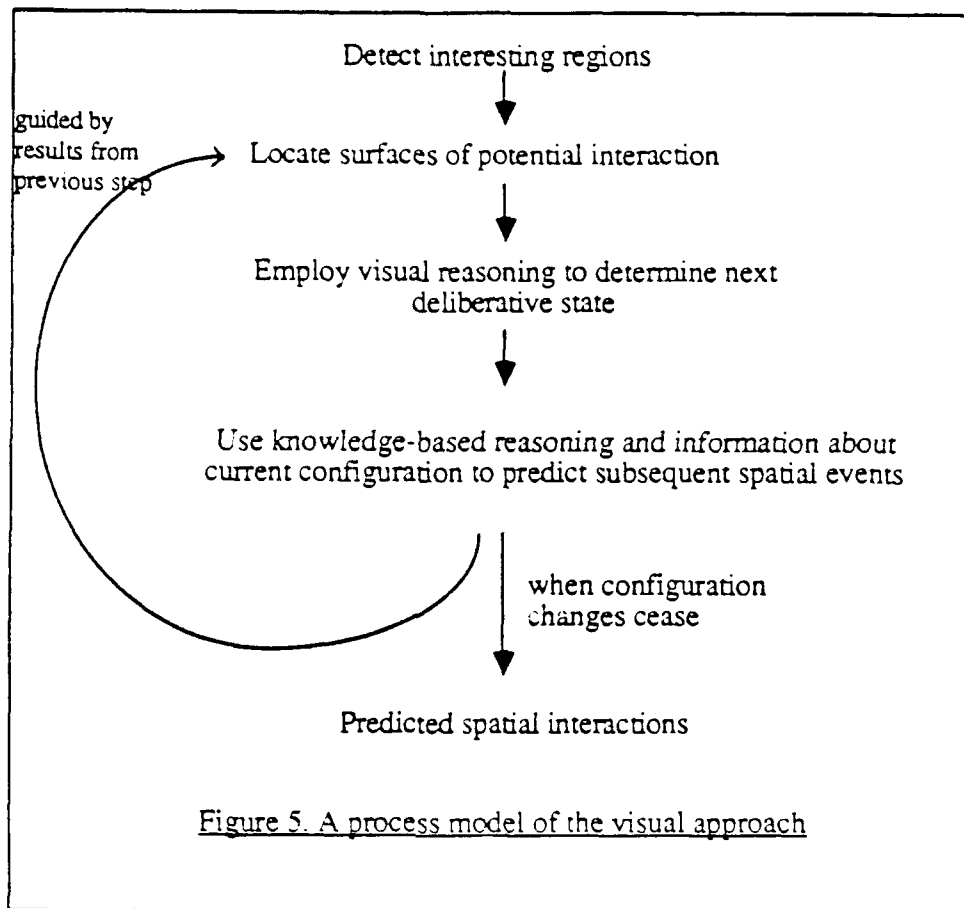 Detect interesting regions
guided by
results from
previous step
Locate surfaces of potential interaction
Employ visual reasoning to determine next
deliberative state
Use knowledge-based reasoning and information about
current configuration to predict subsequent spatial events
when configuration
changes cease
Predicted spatial interactions
Figure 5. A process model of the visual approach